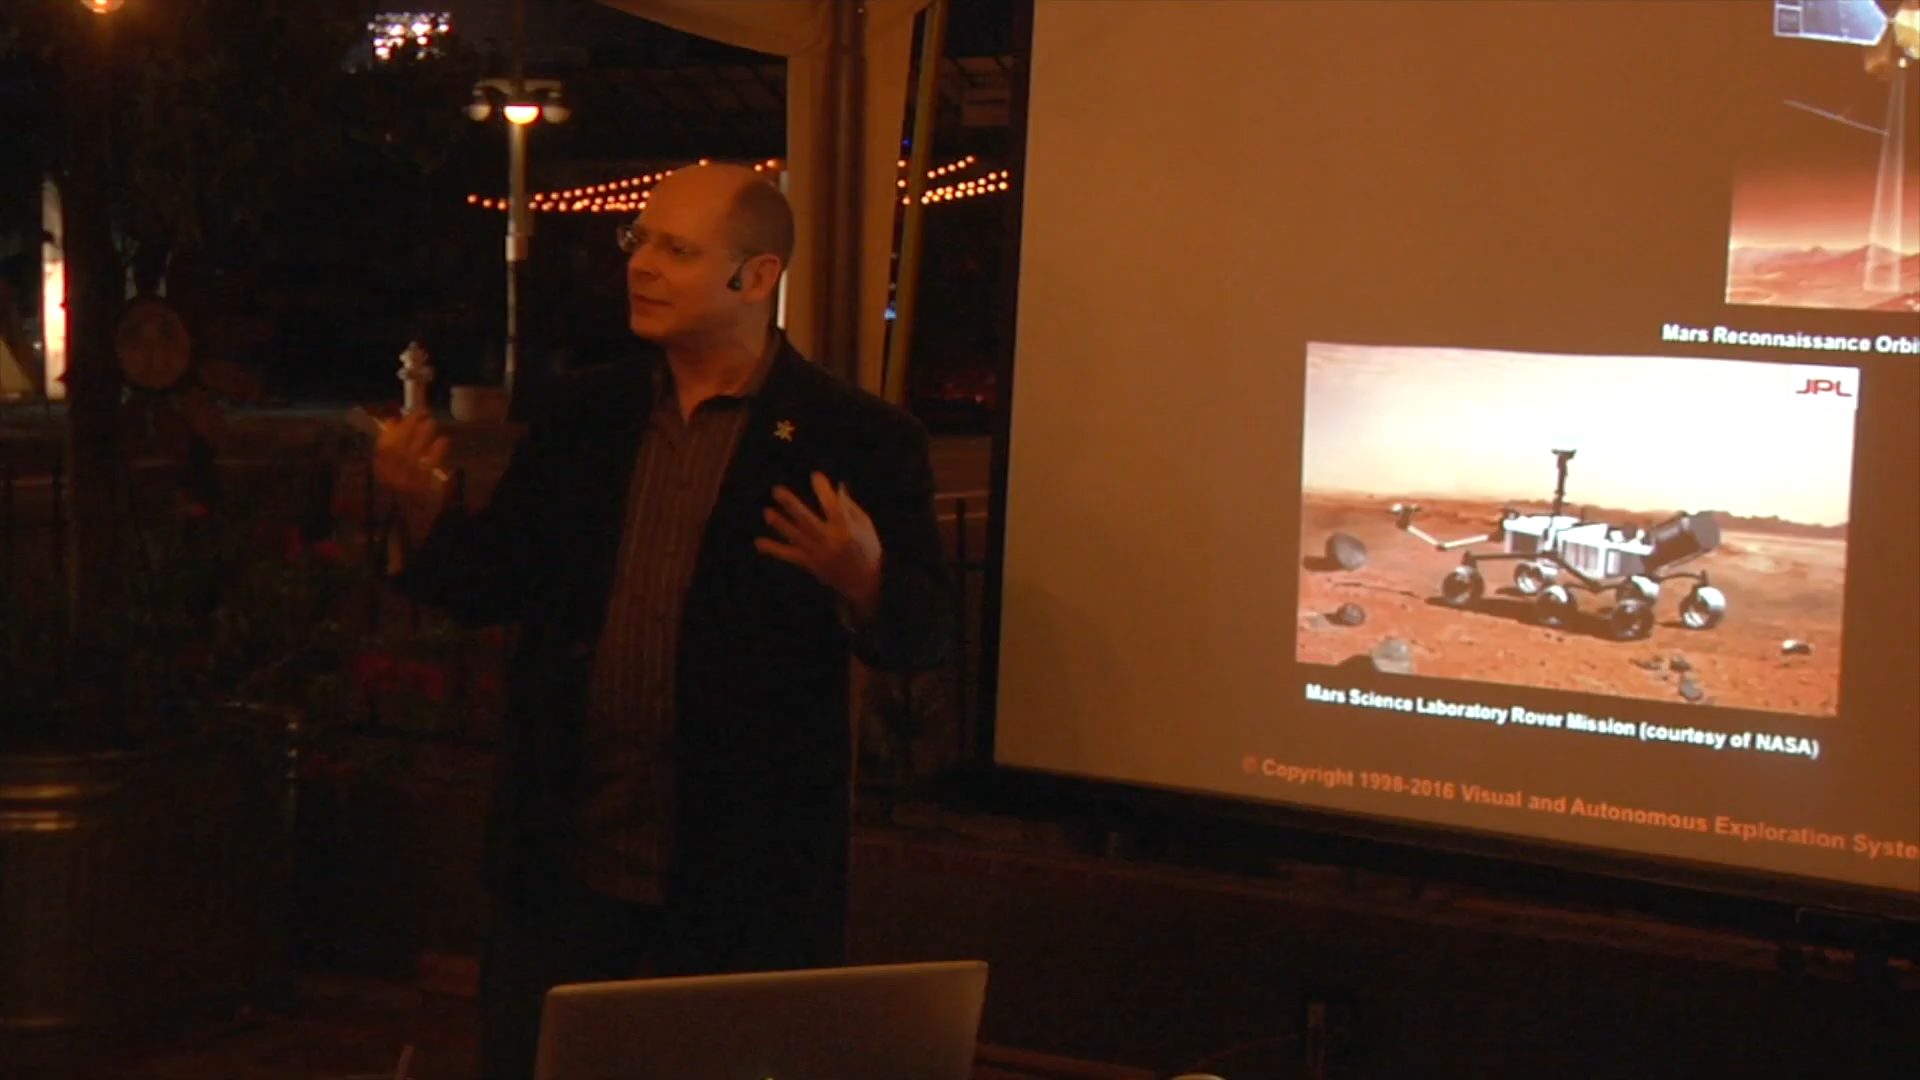 Mars Reconnaissance Orbi
JPL
Mars Science Laboratory Rover Mission (courtesy of NASA)
© Copyright 1998-2016 Visual and Autonomous Exploration Syste